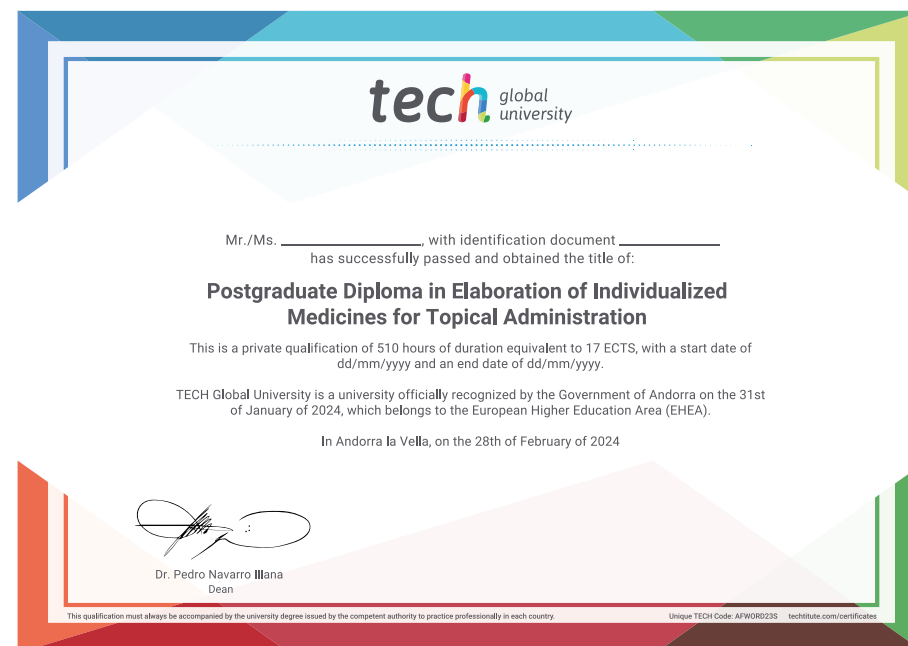 tech global university
Mr./Ms. ____________________, with identification document ______________
has successfully passed and obtained the title of:
Postgraduate Diploma in Elaboration of Individualized
Medicines for Topical Administration
This is a private qualification of 510 hours of duration equivalent to 17 ECTS, with a start date of
dd/mm/yyyy and an end date of dd/mm/yyyy.
TECH Global University is a university officially recognized by the Government of Andorra on the 31st
of January of 2024, which belongs to the European Higher Education Area (EHEA).
In Andorra la Vella, on the 28th of February of 2024
Dr. Pedro Navarro Illana
Dean
This qualification must always be accompanied by the university degree issued by the competent authority to practice professionally in each country.
Unique TECH Code: AFWORD23S techtitute.com/certificates